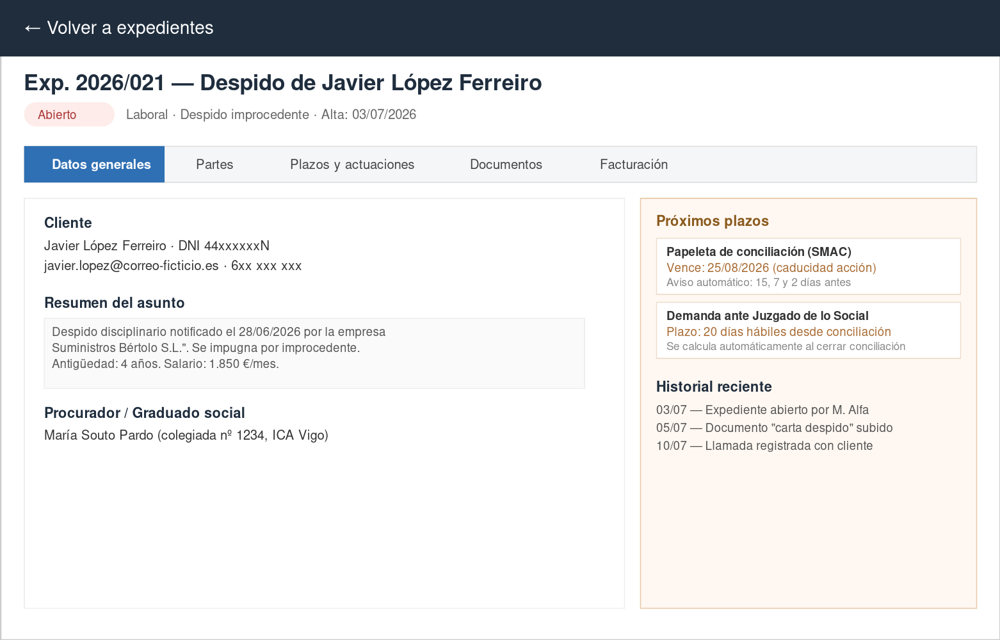 ← Volver a expedientes
Exp. 2026/021 — Despido de Javier López Ferreiro
Abierto
Laboral · Despido improcedente · Alta: 03/07/2026
Datos generales
Partes
Plazos y actuaciones
Documentos
Facturación
Cliente
Javier López Ferreiro · DNI 44xxxxxxN
javier.lopez@correo-ficticio.es · 6xx xxx xxx
Resumen del asunto
Despido disciplinario notificado el 28/06/2026 por la empresa
Suministros Bértolo S.L.". Se impugna por improcedente.
Antigüedad: 4 años. Salario: 1.850 €/mes.
Procurador / Graduado social
María Souto Pardo (colegiada nº 1234, ICA Vigo)
Próximos plazos
Papeleta de conciliación (SMAC)
Vence: 25/08/2026 (caducidad acción)
Aviso automático: 15, 7 y 2 días antes
Demanda ante Juzgado de lo Social
Plazo: 20 días hábiles desde conciliación
Se calcula automáticamente al cerrar conciliación
Historial reciente
03/07 — Expediente abierto por M. Alfa
05/07 — Documento "carta despido" subido
10/07 — Llamada registrada con cliente